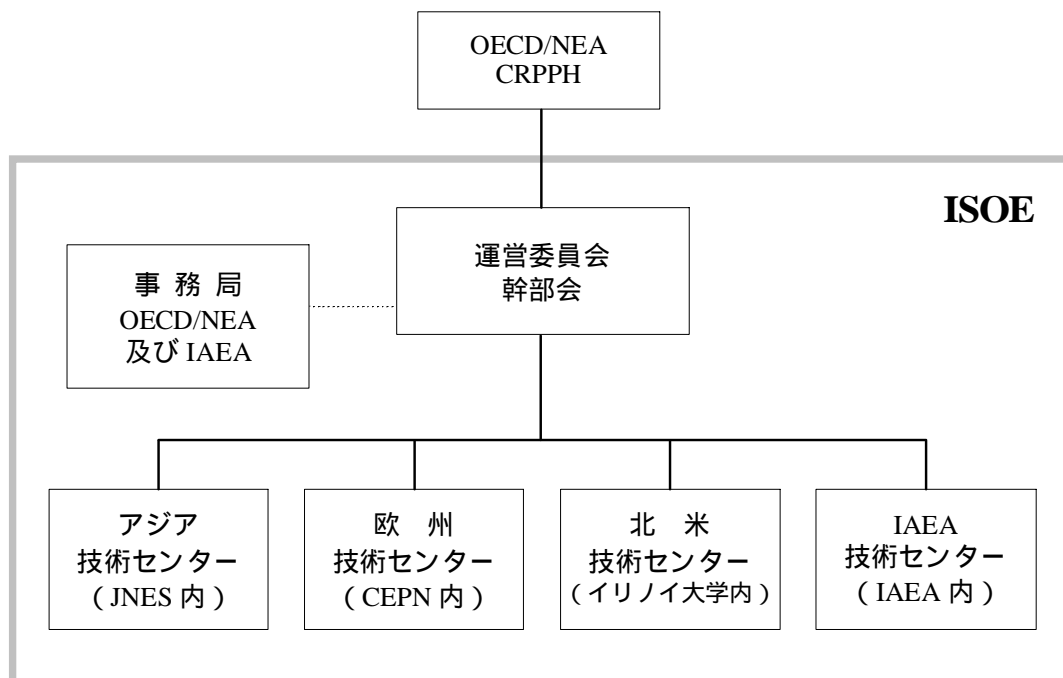 OECD/NEA
CRPPH
ISOE
運営委員会
幹部会
事 務 局
OECD/NEA
及び IAEA
アジア
技術センター
( JNES 内 )
欧 州
技術センター
( CEPN 内 )
北 米
技術センター
( イリノイ大学内 )
IAEA
技術センター
( IAEA 内 )